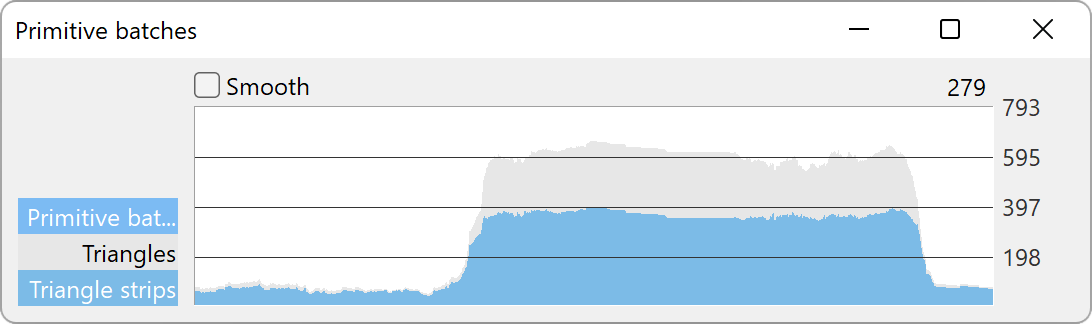 Primitive batches
Smooth
279
793
595
397
198
Primitive bat...
Triangles
Triangle strips